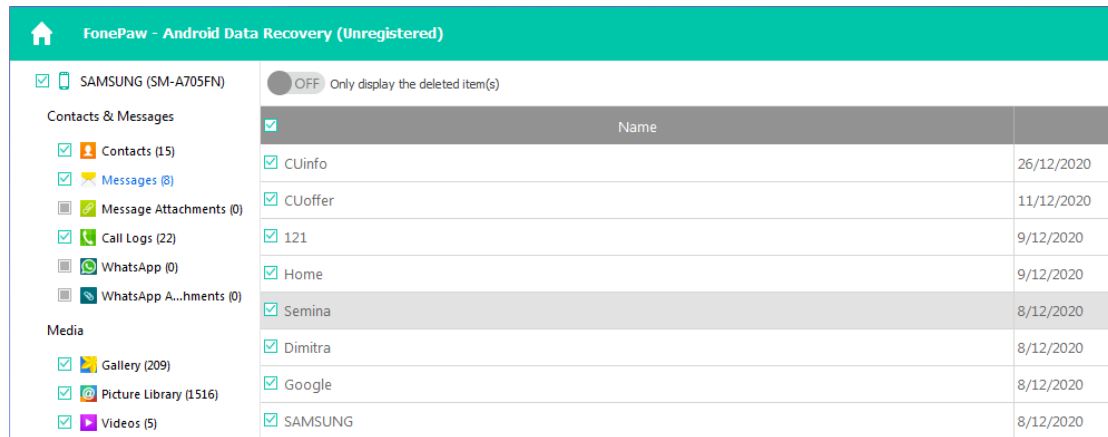 FonePaw - Android Data Recovery (Unregistered)
SAMSUNG (SM-A705FN)
Contacts & Messages
Contacts (15)
Messages (8)
Message Attachments (0)
Call Logs (22)
WhatsApp (0)
WhatsApp A...hments (0)
Media
Gallery (209)
Picture Library (1516)
Videos (5)
OFF Only display the deleted item(s)
Name
CUinfo 26/12/2020
CUoffer 11/12/2020
121 9/12/2020
Home 9/12/2020
Semina 8/12/2020
Dimitra 8/12/2020
Google 8/12/2020
SAMSUNG 8/12/2020